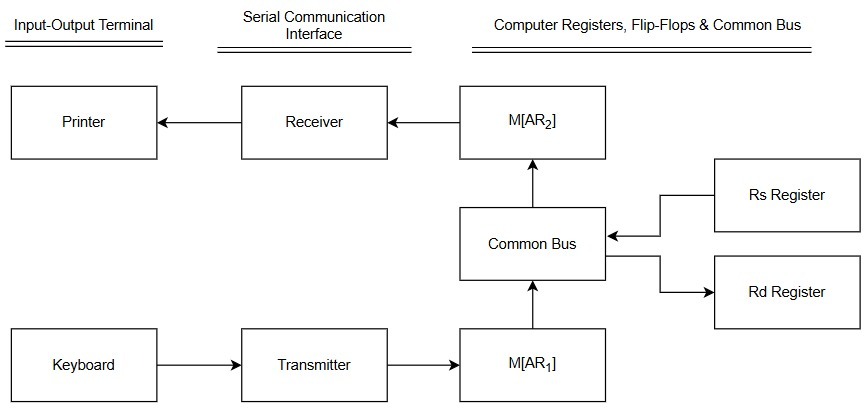 Input-Output Terminal
Serial Communication
Interface
Computer Registers, Flip-Flops & Common Bus
Printer
Receiver
M[AR₂]
Rs Register
Common Bus
Rd Register
Keyboard
Transmitter
M[AR₁]